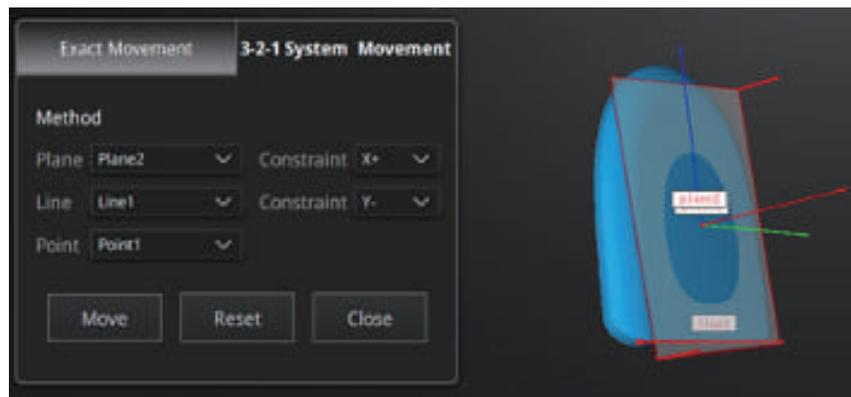 Exact Movement
3-2-1 System Movement
Method
Plane Plane2 Constraint X+
Line Line1 Constraint Y-
Point Point1
Move Reset Close
plane2